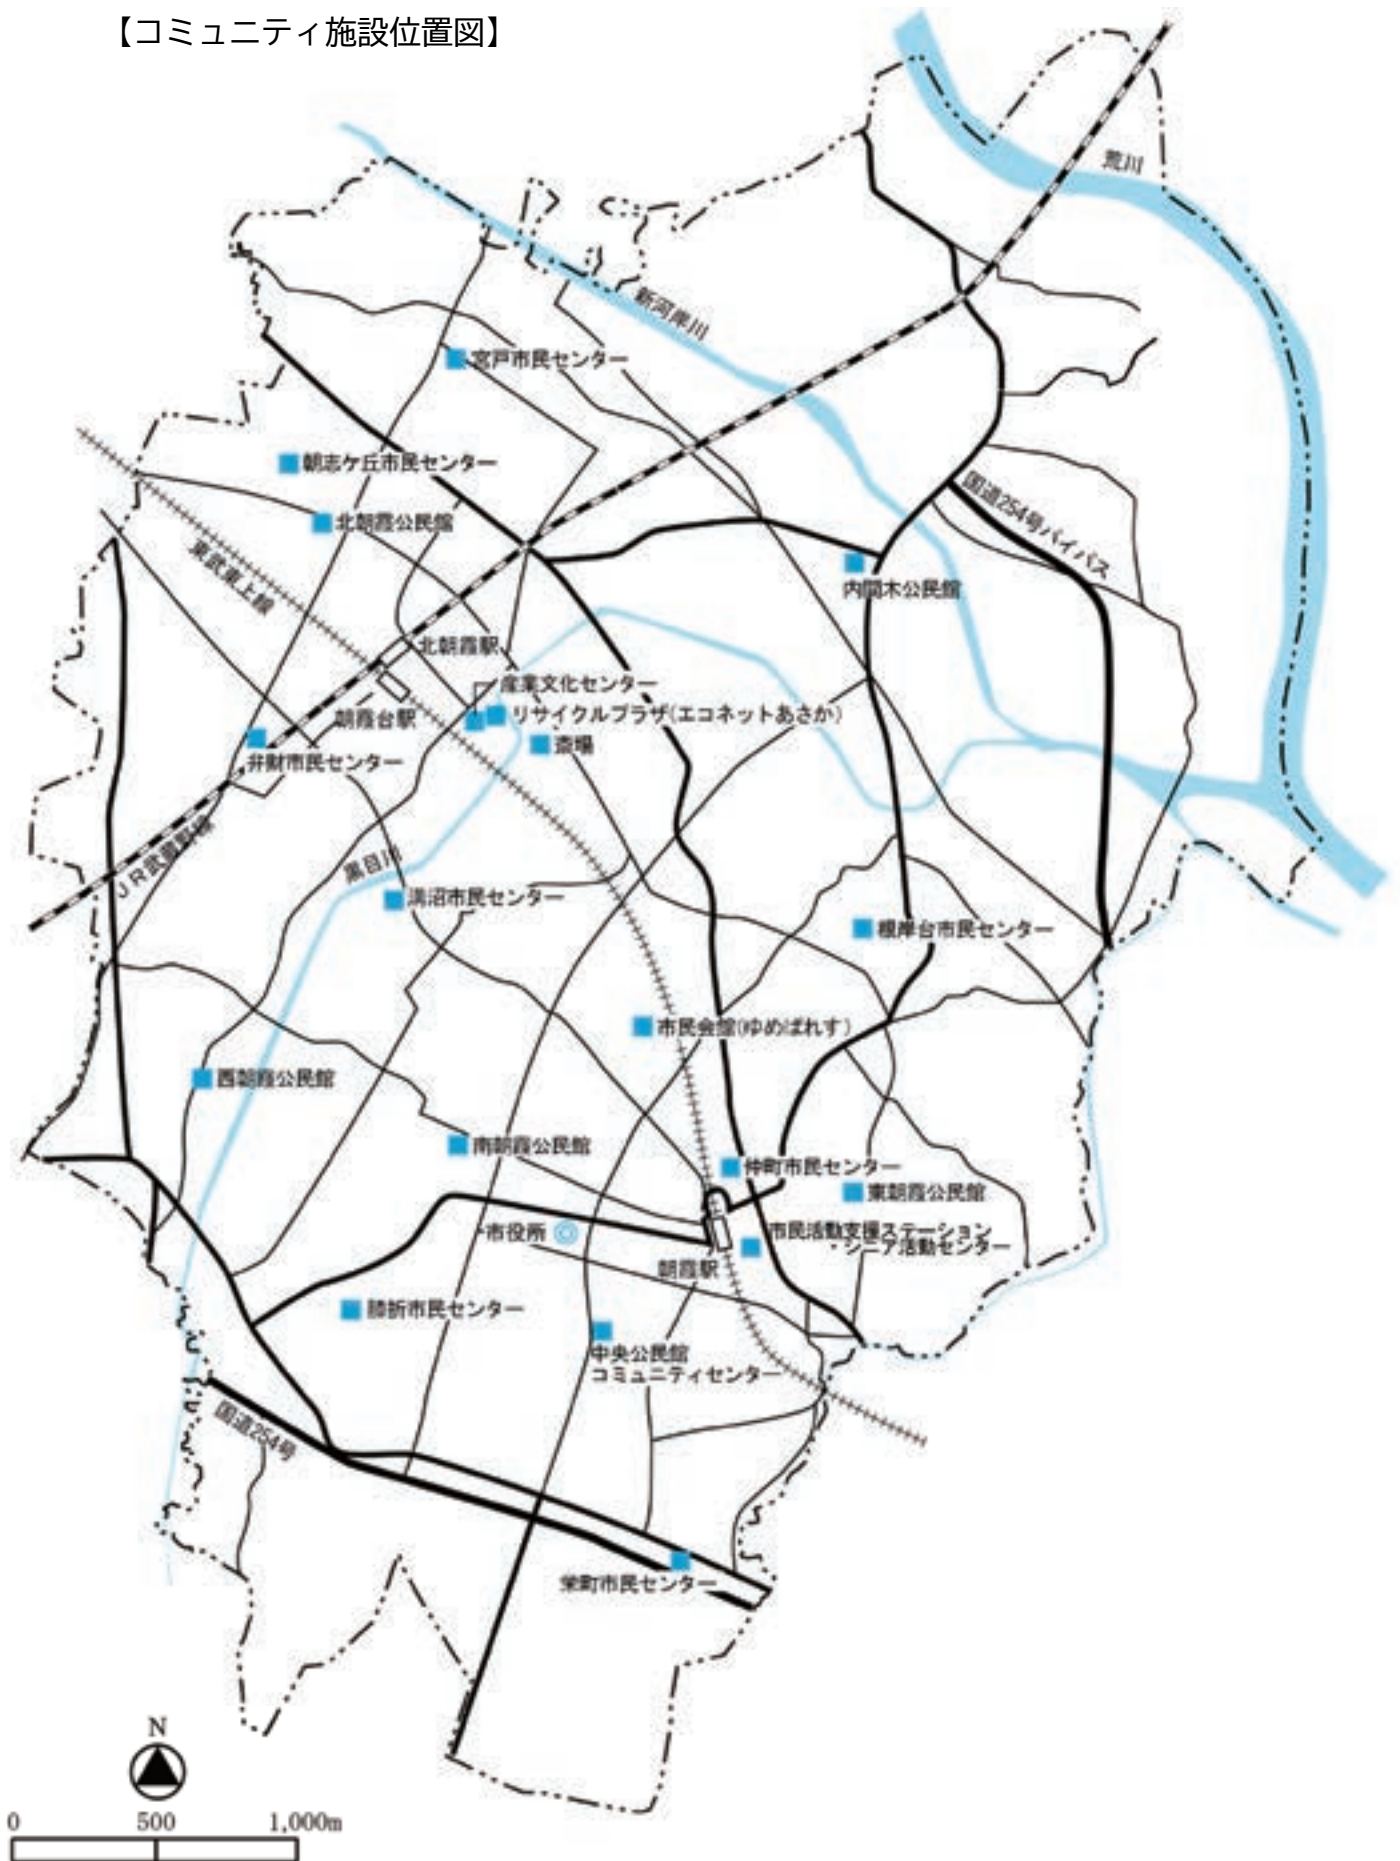 【コミュニティ施設位置図】
荒川
新河岸川
宮戸市民センター
朝志ケ丘市民センター
国道254号バイパス
北朝霞公民館
東武東上線
内間木公民館
北朝霞駅
産業文化センター
リサイクルプラザ(エコネットあさか)
朝霞台駅
斎場
弁財市民センター
JR武蔵野線
黒目川
溝沼市民センター
根岸台市民センター
市民会館(ゆめぱれす)
西朝霞公民館
南朝霞公民館
仲町市民センター
東朝霞公民館
市役所
市民活動支援ステーション
・シニア活動センター
朝霞駅
膝折市民センター
中央公民館
コミュニティセンター
国道254号
栄町市民センター
N
0 500 1,000m